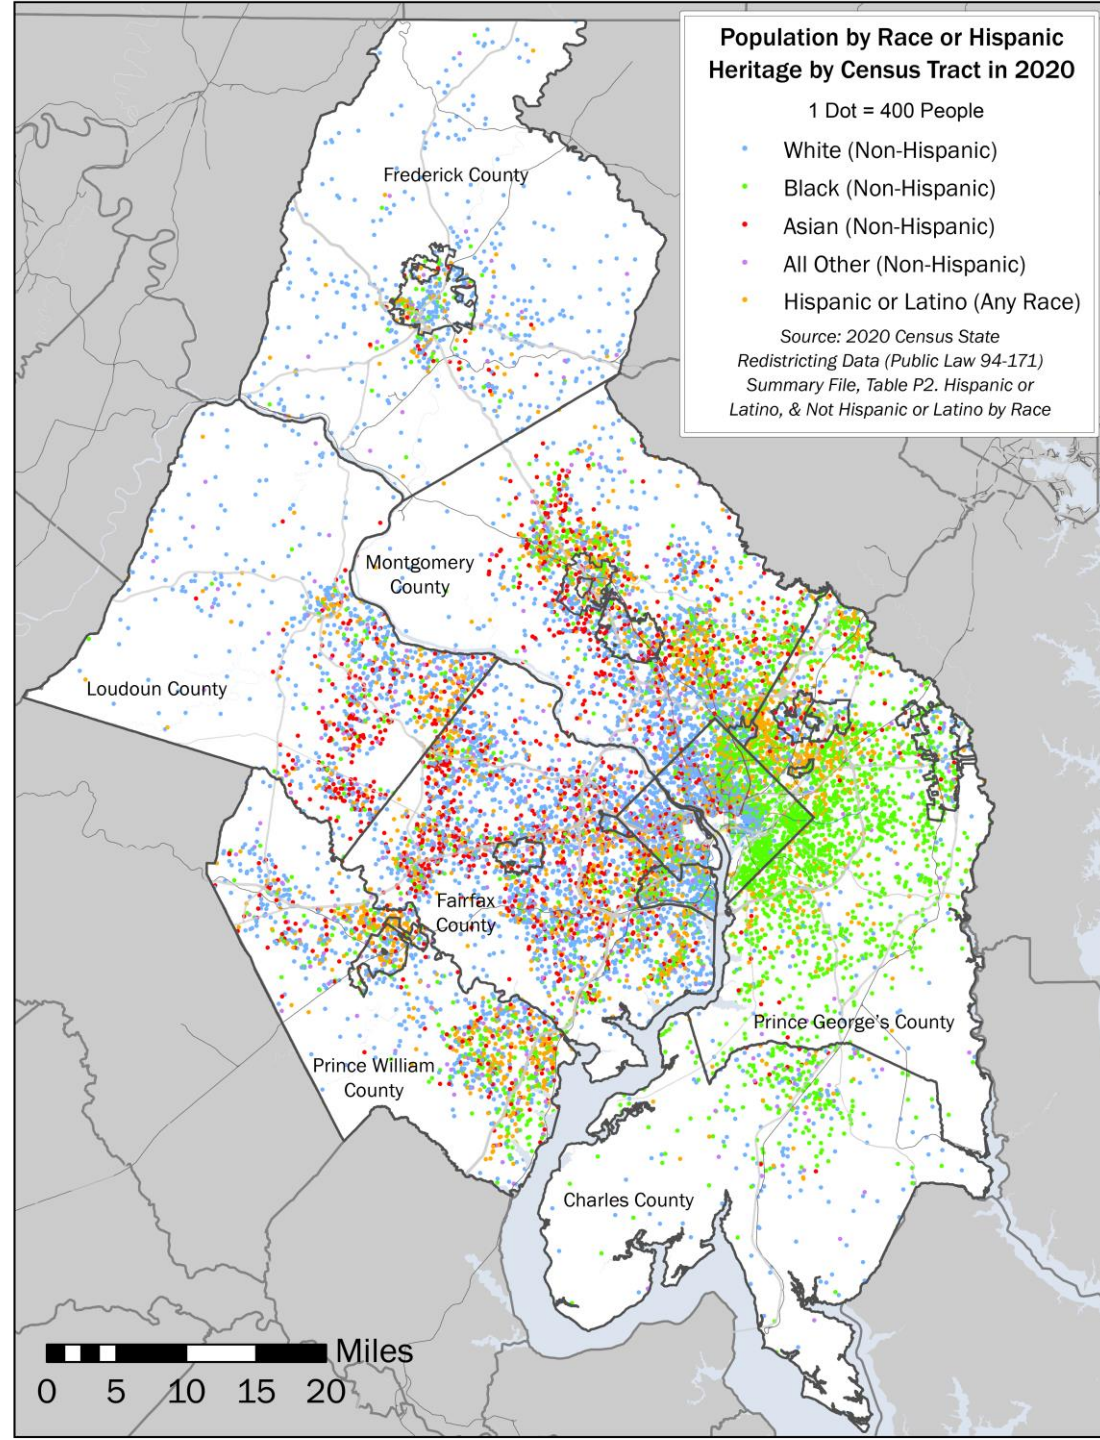 Population by Race or Hispanic
Heritage by Census Tract in 2020
1 Dot = 400 People
White (Non-Hispanic)
Black (Non-Hispanic)
Asian (Non-Hispanic)
All Other (Non-Hispanic)
Hispanic or Latino (Any Race)
Source: 2020 Census State
Redistricting Data (Public Law 94-171)
Summary File, Table P2. Hispanic or
Latino, & Not Hispanic or Latino by Race
Frederick County
Montgomery
County
Loudoun County
Fairfax
County
Prince George's County
Prince William
County
Charles County
Miles
0 5 10 15 20